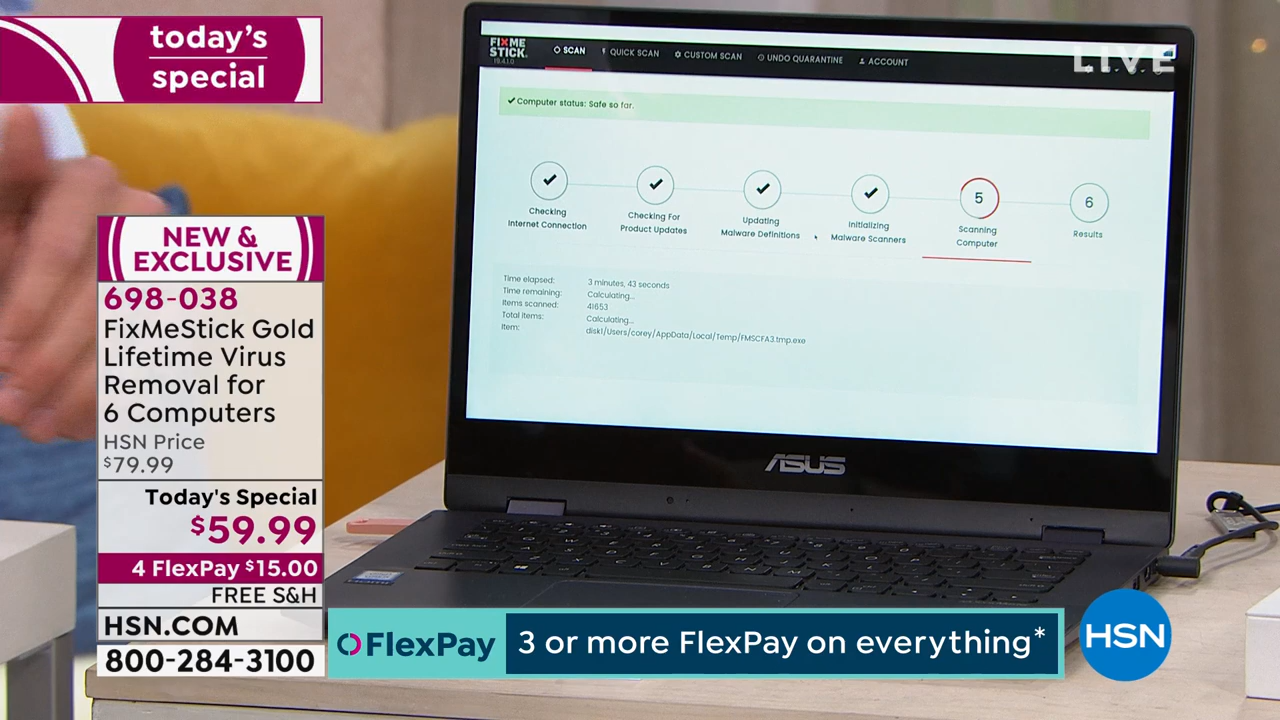 today's
special
LIVE
FIXME
STICK
SCAN
QUICK SCAN
CUSTOM SCAN
UNDO QUARANTINE
ACCOUNT
Computer status: Safe so far.
Checking
Internet Connection
Checking For
Product Updates
Updating
Malware Definitions
Initializing
Malware Scanners
5
Scanning
Computer
6
Results
Time elapsed: 3 minutes, 43 seconds
Time remaining: Calculating...
Items scanned: 41653
Total items: Calculating...
Item: disk1/Users/corey/AppData/Local/Temp/FMSCFA3.tmp.exe
ASUS
NEW &
EXCLUSIVE
698-038
FixMeStick Gold
Lifetime Virus
Removal for
6 Computers
HSN Price
$79.99
Today's Special
$59.99
4 FlexPay $15.00
FREE S&H
HSN.COM
800-284-3100
FlexPay
3 or more FlexPay on everything*
HSN